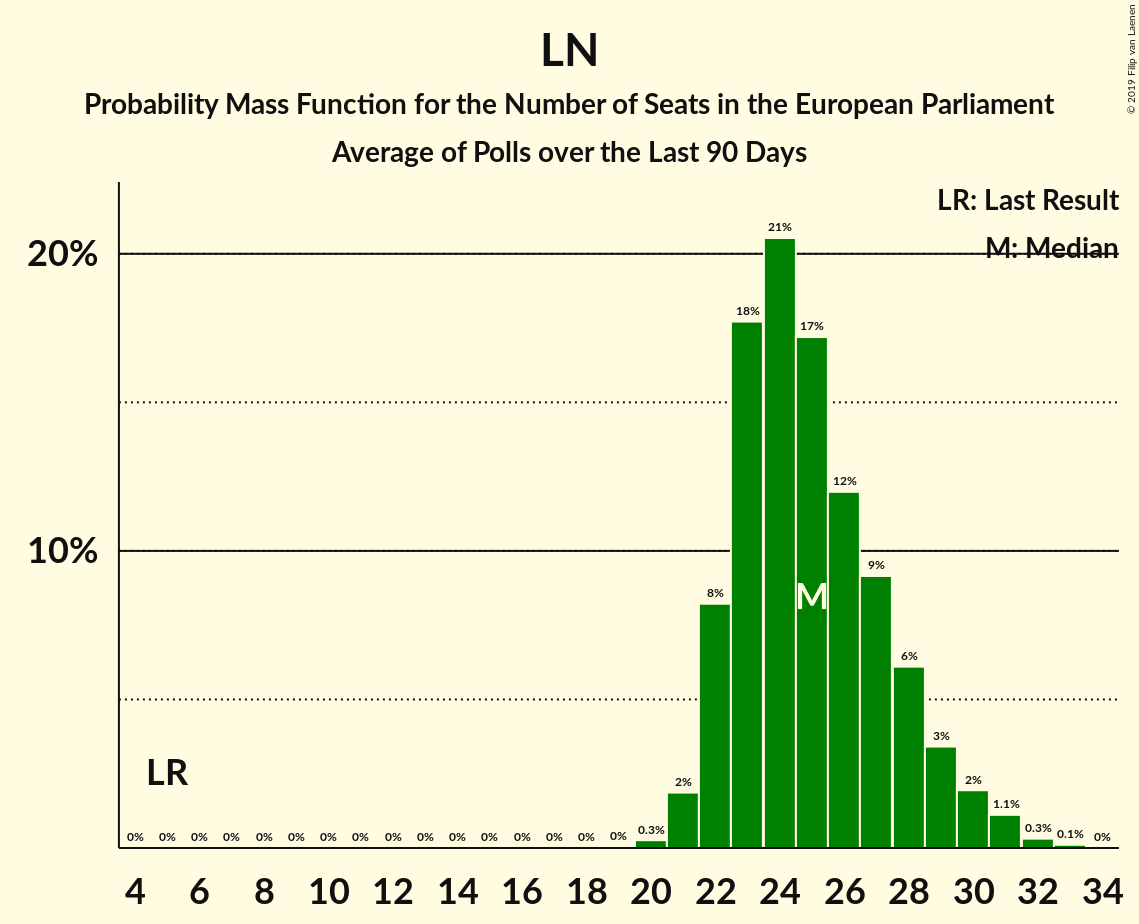 LN
Probability Mass Function for the Number of Seats in the European Parliament
Average of Polls over the Last 90 Days
© 2019 Filip van Laenen
LR: Last Result
M: Median
20%
10%
21%
18%
17%
12%
9%
8%
6%
3%
2%
2%
1.1%
0.3%
0.3%
0.1%
M
LR
0% 0% 0% 0% 0% 0% 0% 0% 0% 0% 0% 0% 0% 0% 0% 0% 0%
4 6 8 10 12 14 16 18 20 22 24 26 28 30 32 34